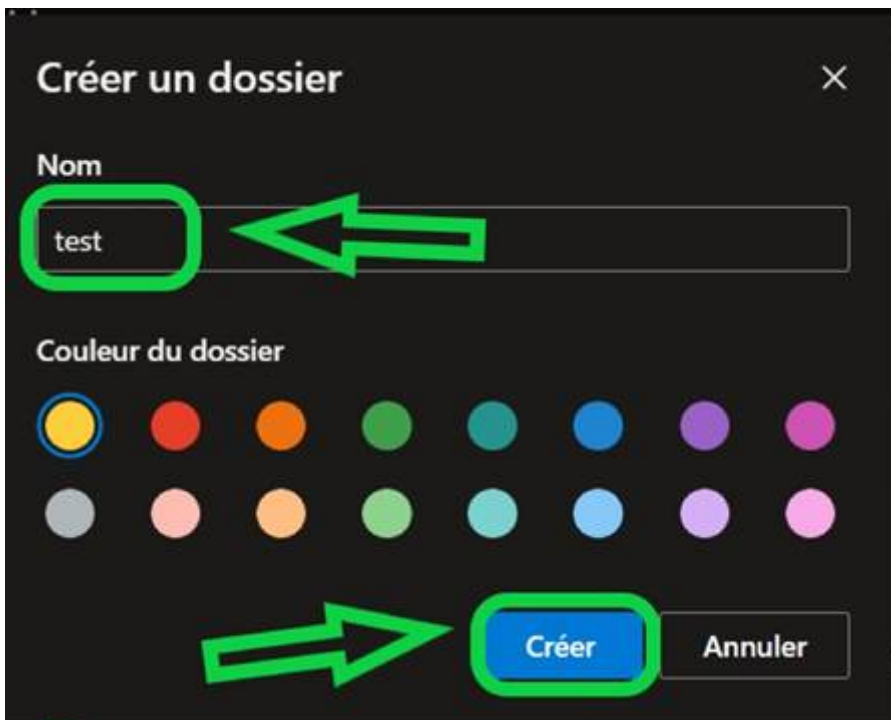 Créer un dossier
Nom
test
Couleur du dossier
Créer
Annuler